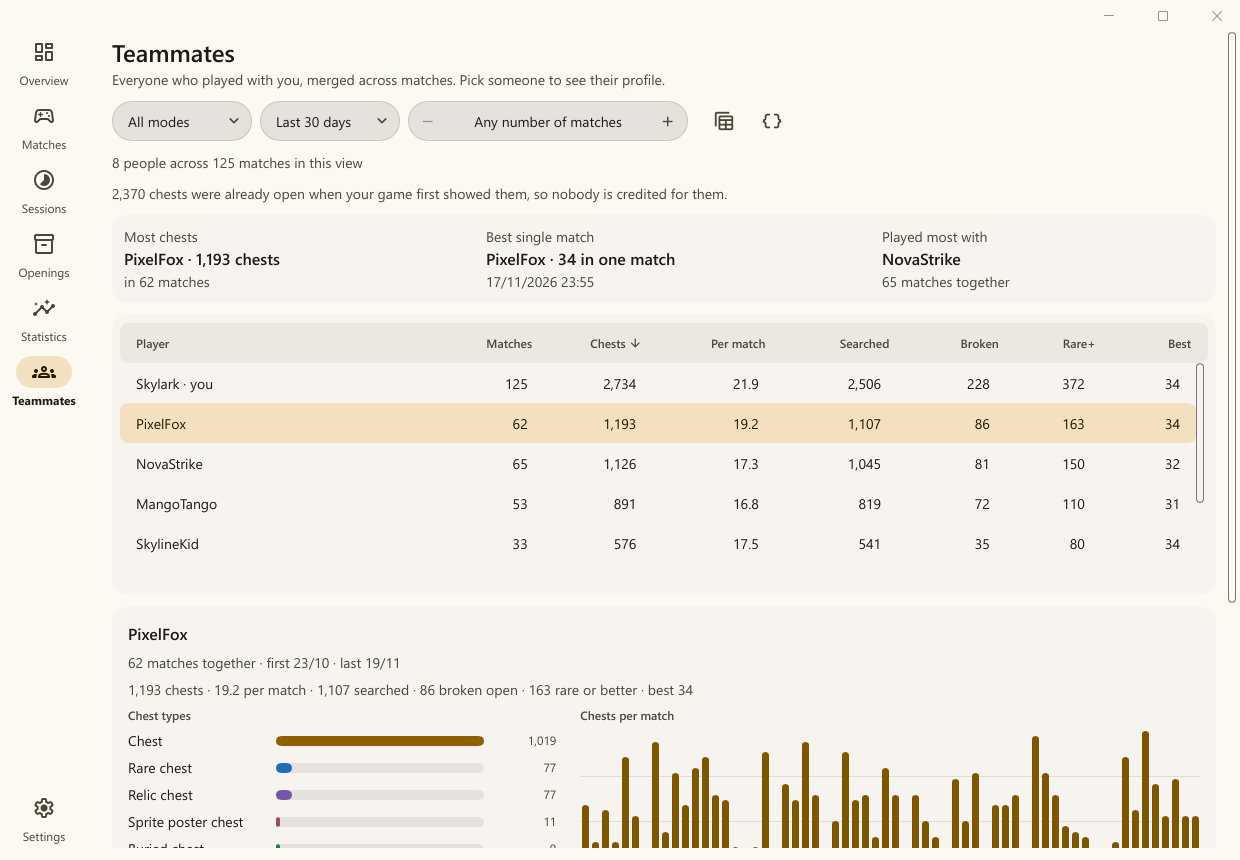 Teammates
Everyone who played with you, merged across matches. Pick someone to see their profile.
All modes
Last 30 days
Any number of matches
8 people across 125 matches in this view
2,370 chests were already open when your game first showed them, so nobody is credited for them.
Most chests
PixelFox · 1,193 chests
in 62 matches
Best single match
PixelFox · 34 in one match
17/11/2026 23:55
Played most with
NovaStrike
65 matches together
Player Matches Chests Per match Searched Broken Rare+ Best
Skylark · you 125 2,734 21.9 2,506 228 372 34
PixelFox 62 1,193 19.2 1,107 86 163 34
NovaStrike 65 1,126 17.3 1,045 81 150 32
MangoTango 53 891 16.8 819 72 110 31
SkylineKid 33 576 17.5 541 35 80 34
PixelFox
62 matches together · first 23/10 · last 19/11
1,193 chests · 19.2 per match · 1,107 searched · 86 broken open · 163 rare or better · best 34
Chest types
Chest 1,019
Rare chest 77
Relic chest 77
Sprite poster chest 11
Chests per match
Overview
Matches
Sessions
Openings
Statistics
Teammates
Settings